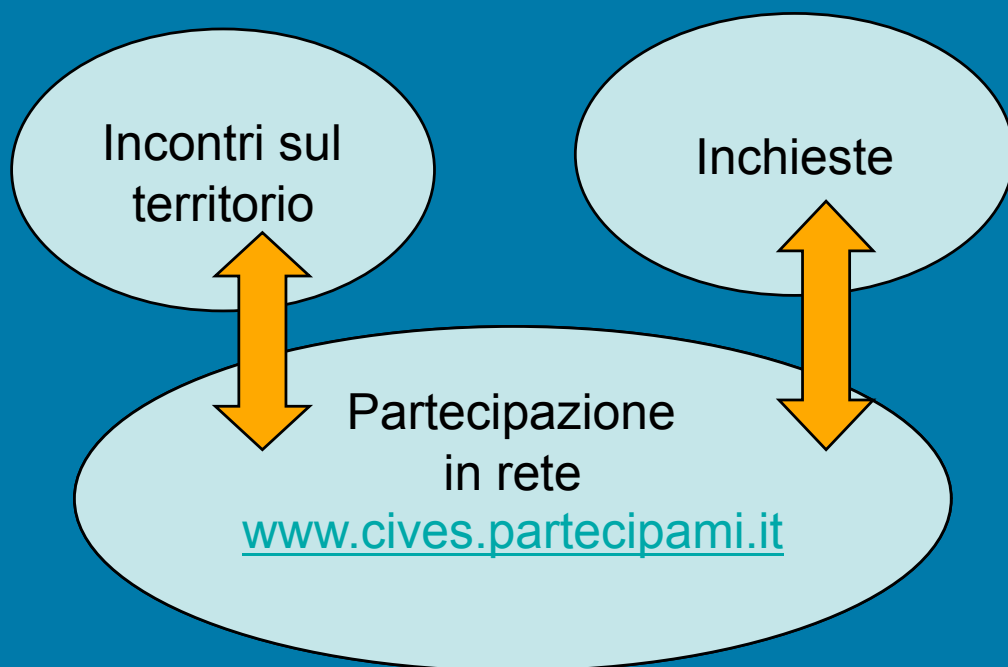 Incontri sul
territorio
Inchieste
Partecipazione
in rete
www.cives.partecipami.it